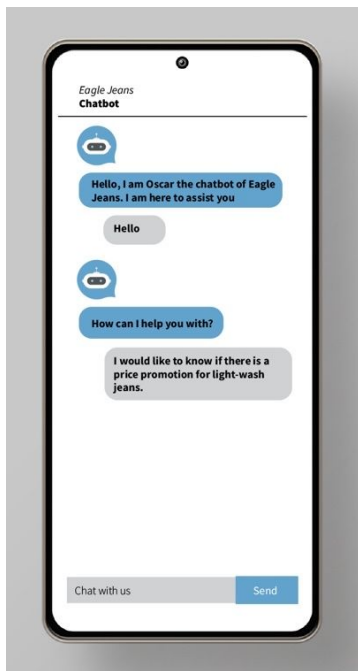 Eagle Jeans
Chatbot
Hello, I am Oscar the chatbot of Eagle
Jeans. I am here to assist you
Hello
How can I help you with?
I would like to know if there is a
price promotion for light-wash
jeans.
Chat with us
Send